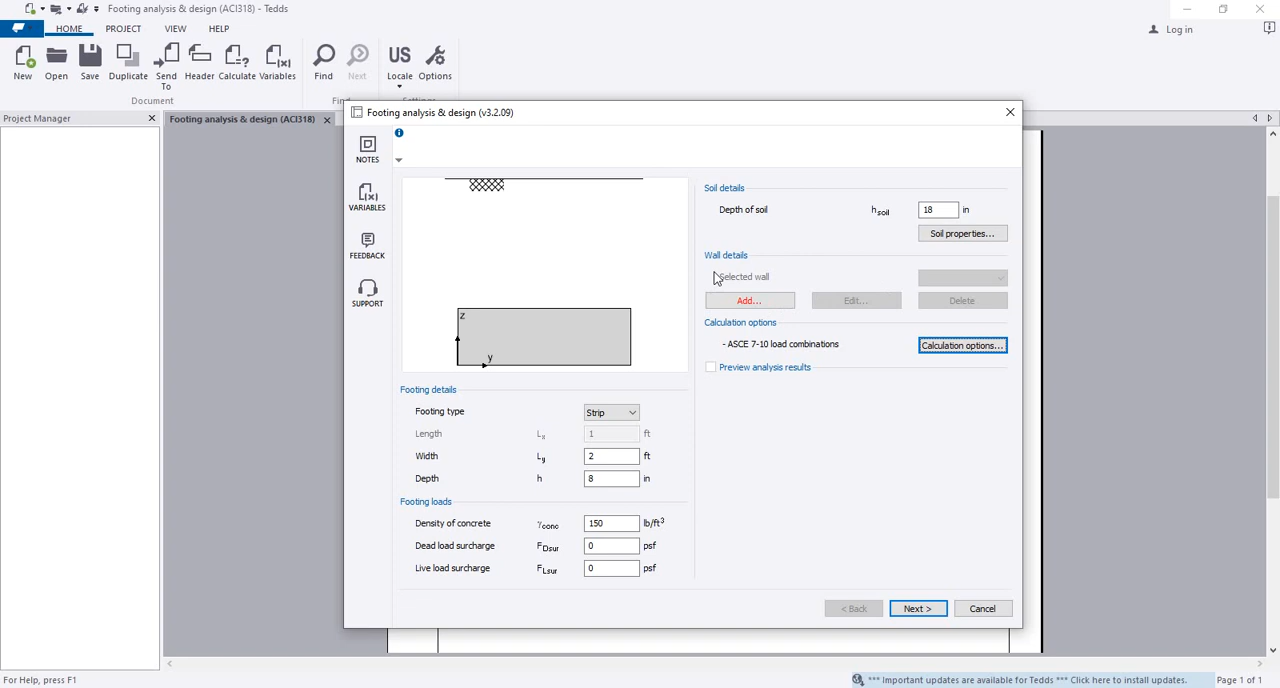 Footing analysis & design (ACI318) - Tedds
HOME PROJECT VIEW HELP
Log in
New Open Save Duplicate Send To Header Calculate Variables Find Next US Locale Options
Document Find Settings
Project Manager
Footing analysis & design (ACI318)
Footing analysis & design (v3.2.09)
NOTES
VARIABLES
FEEDBACK
SUPPORT
z
y
Footing details
Footing type Strip
Length Lx 1 ft
Width Ly 2 ft
Depth h 8 in
Footing loads
Density of concrete γconc 150 lb/ft³
Dead load surcharge FDsur 0 psf
Live load surcharge FLsur 0 psf
Soil details
Depth of soil hsoil 18 in
Soil properties...
Wall details
Selected wall
Add... Edit... Delete
Calculation options
- ASCE 7-10 load combinations Calculation options...
Preview analysis results
< Back Next > Cancel
For Help, press F1
*** Important updates are available for Tedds *** Click here to install updates.
Page 1 of 1